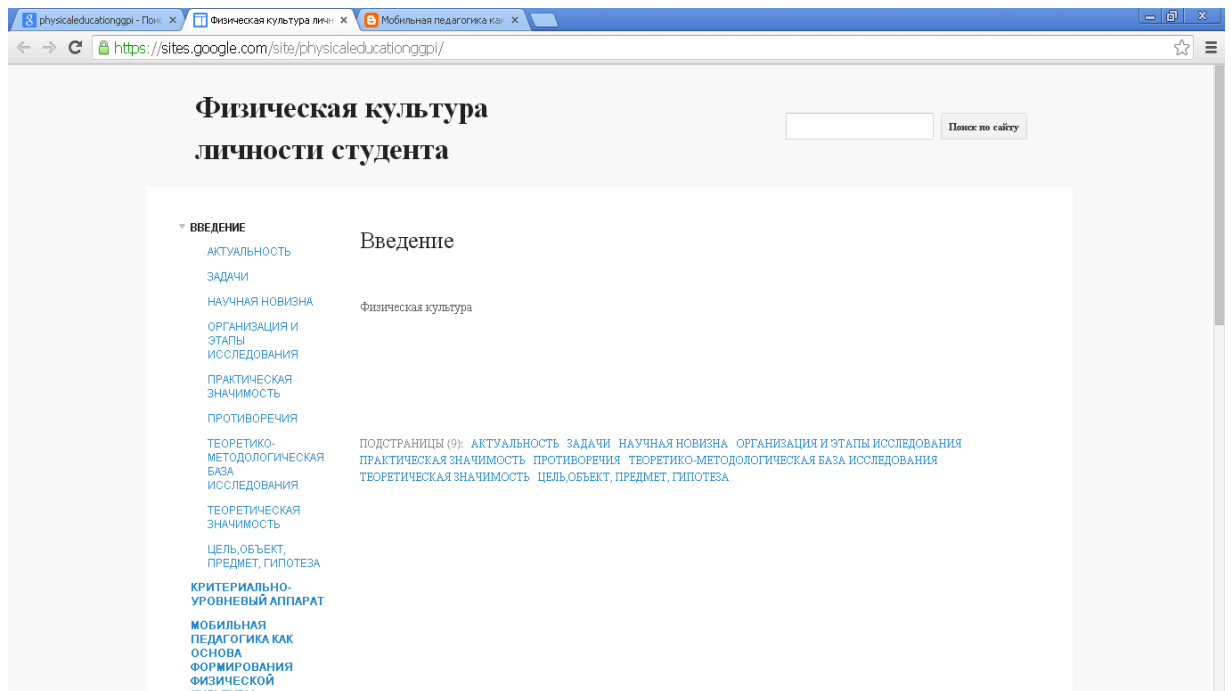 physicaleducationggpi - Пои
Физическая культура личн
Мобильная педагогика как
https://sites.google.com/site/physicaleducationggpi/
Физическая культура
личности студента
Поиск по сайту
ВВЕДЕНИЕ
АКТУАЛЬНОСТЬ
ЗАДАЧИ
НАУЧНАЯ НОВИЗНА
ОРГАНИЗАЦИЯ И
ЭТАПЫ
ИССЛЕДОВАНИЯ
ПРАКТИЧЕСКАЯ
ЗНАЧИМОСТЬ
ПРОТИВОРЕЧИЯ
ТЕОРЕТИКО-
МЕТОДОЛОГИЧЕСКАЯ
БАЗА
ИССЛЕДОВАНИЯ
ТЕОРЕТИЧЕСКАЯ
ЗНАЧИМОСТЬ
ЦЕЛЬ,ОБЪЕКТ,
ПРЕДМЕТ, ГИПОТЕЗА
КРИТЕРИАЛЬНО-
УРОВНЕВЫЙ АППАРАТ
МОБИЛЬНАЯ
ПЕДАГОГИКА КАК
ОСНОВА
ФОРМИРОВАНИЯ
ФИЗИЧЕСКОЙ
Введение
Физическая культура
ПОДСТРАНИЦЫ (9): АКТУАЛЬНОСТЬ ЗАДАЧИ НАУЧНАЯ НОВИЗНА ОРГАНИЗАЦИЯ И ЭТАПЫ ИССЛЕДОВАНИЯ
ПРАКТИЧЕСКАЯ ЗНАЧИМОСТЬ ПРОТИВОРЕЧИЯ ТЕОРЕТИКО-МЕТОДОЛОГИЧЕСКАЯ БАЗА ИССЛЕДОВАНИЯ
ТЕОРЕТИЧЕСКАЯ ЗНАЧИМОСТЬ ЦЕЛЬ,ОБЪЕКТ, ПРЕДМЕТ, ГИПОТЕЗА